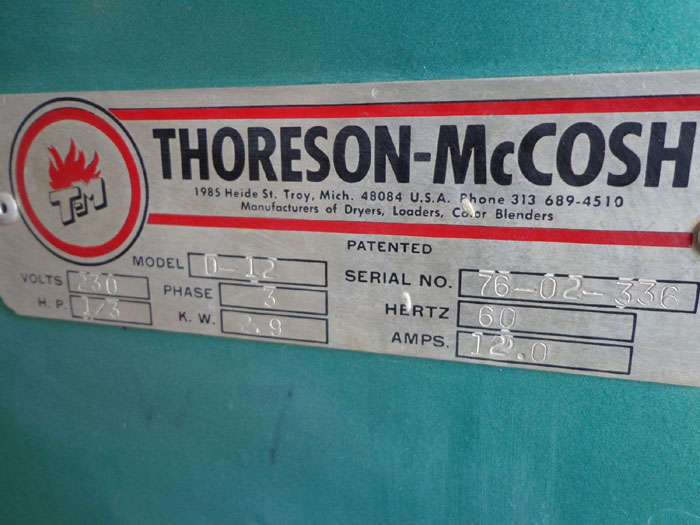 T&M
THORESON-McCOSH
1985 Heide St. Troy, Mich. 48084 U.S.A. Phone 313 689-4510
Manufacturers of Dryers, Loaders, Color Blenders
PATENTED
MODEL D-12 SERIAL NO. 76-02-336
VOLTS 230 PHASE 3 HERTZ 60
H.P. 1/3 K.W. 2.9 AMPS. 12.0